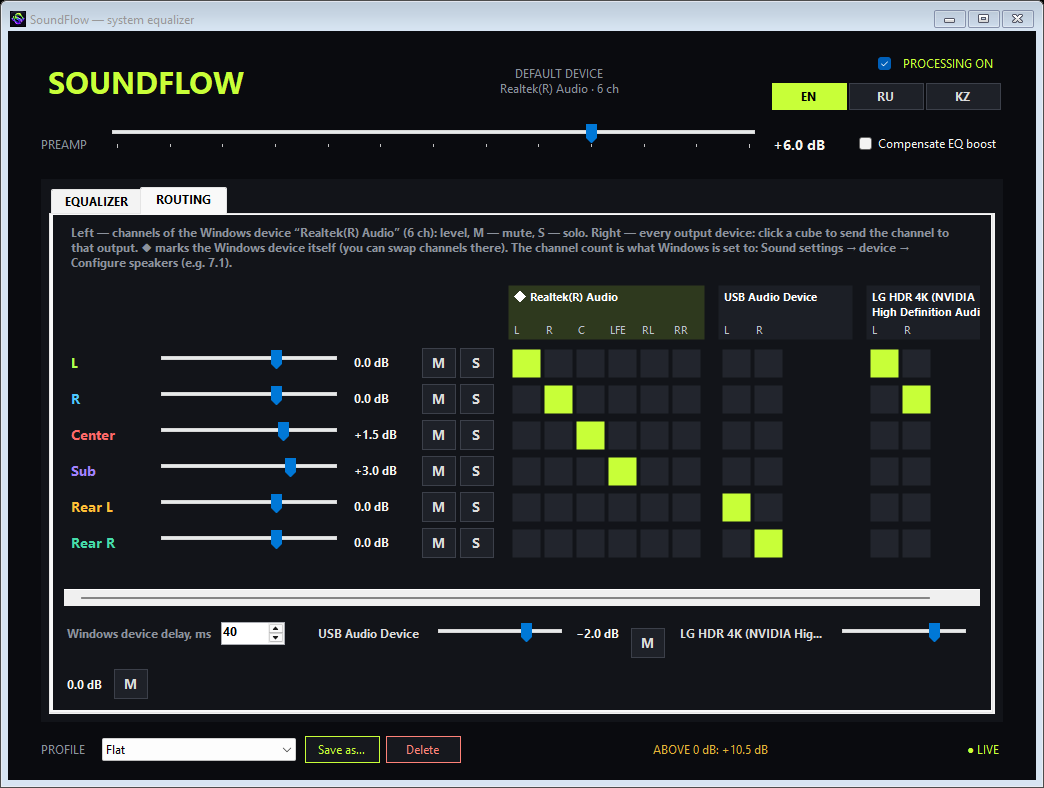 SoundFlow — system equalizer
SOUNDFLOW
DEFAULT DEVICE
Realtek(R) Audio · 6 ch
PROCESSING ON
EN RU KZ
PREAMP +6.0 dB Compensate EQ boost
EQUALIZER ROUTING
Left — channels of the Windows device “Realtek(R) Audio” (6 ch): level, M — mute, S — solo. Right — every output device: click a cube to send the channel to
that output. ◆ marks the Windows device itself (you can swap channels there). The channel count is what Windows is set to: Sound settings → device →
Configure speakers (e.g. 7.1).
◆ Realtek(R) Audio
L R C LFE RL RR
USB Audio Device
L R
LG HDR 4K (NVIDIA
High Definition Audi
L R
L 0.0 dB M S
R 0.0 dB M S
Center +1.5 dB M S
Sub +3.0 dB M S
Rear L 0.0 dB M S
Rear R 0.0 dB M S
Windows device delay, ms 40 USB Audio Device −2.0 dB M LG HDR 4K (NVIDIA Hig...
0.0 dB M
PROFILE Flat Save as... Delete ABOVE 0 dB: +10.5 dB ● LIVE